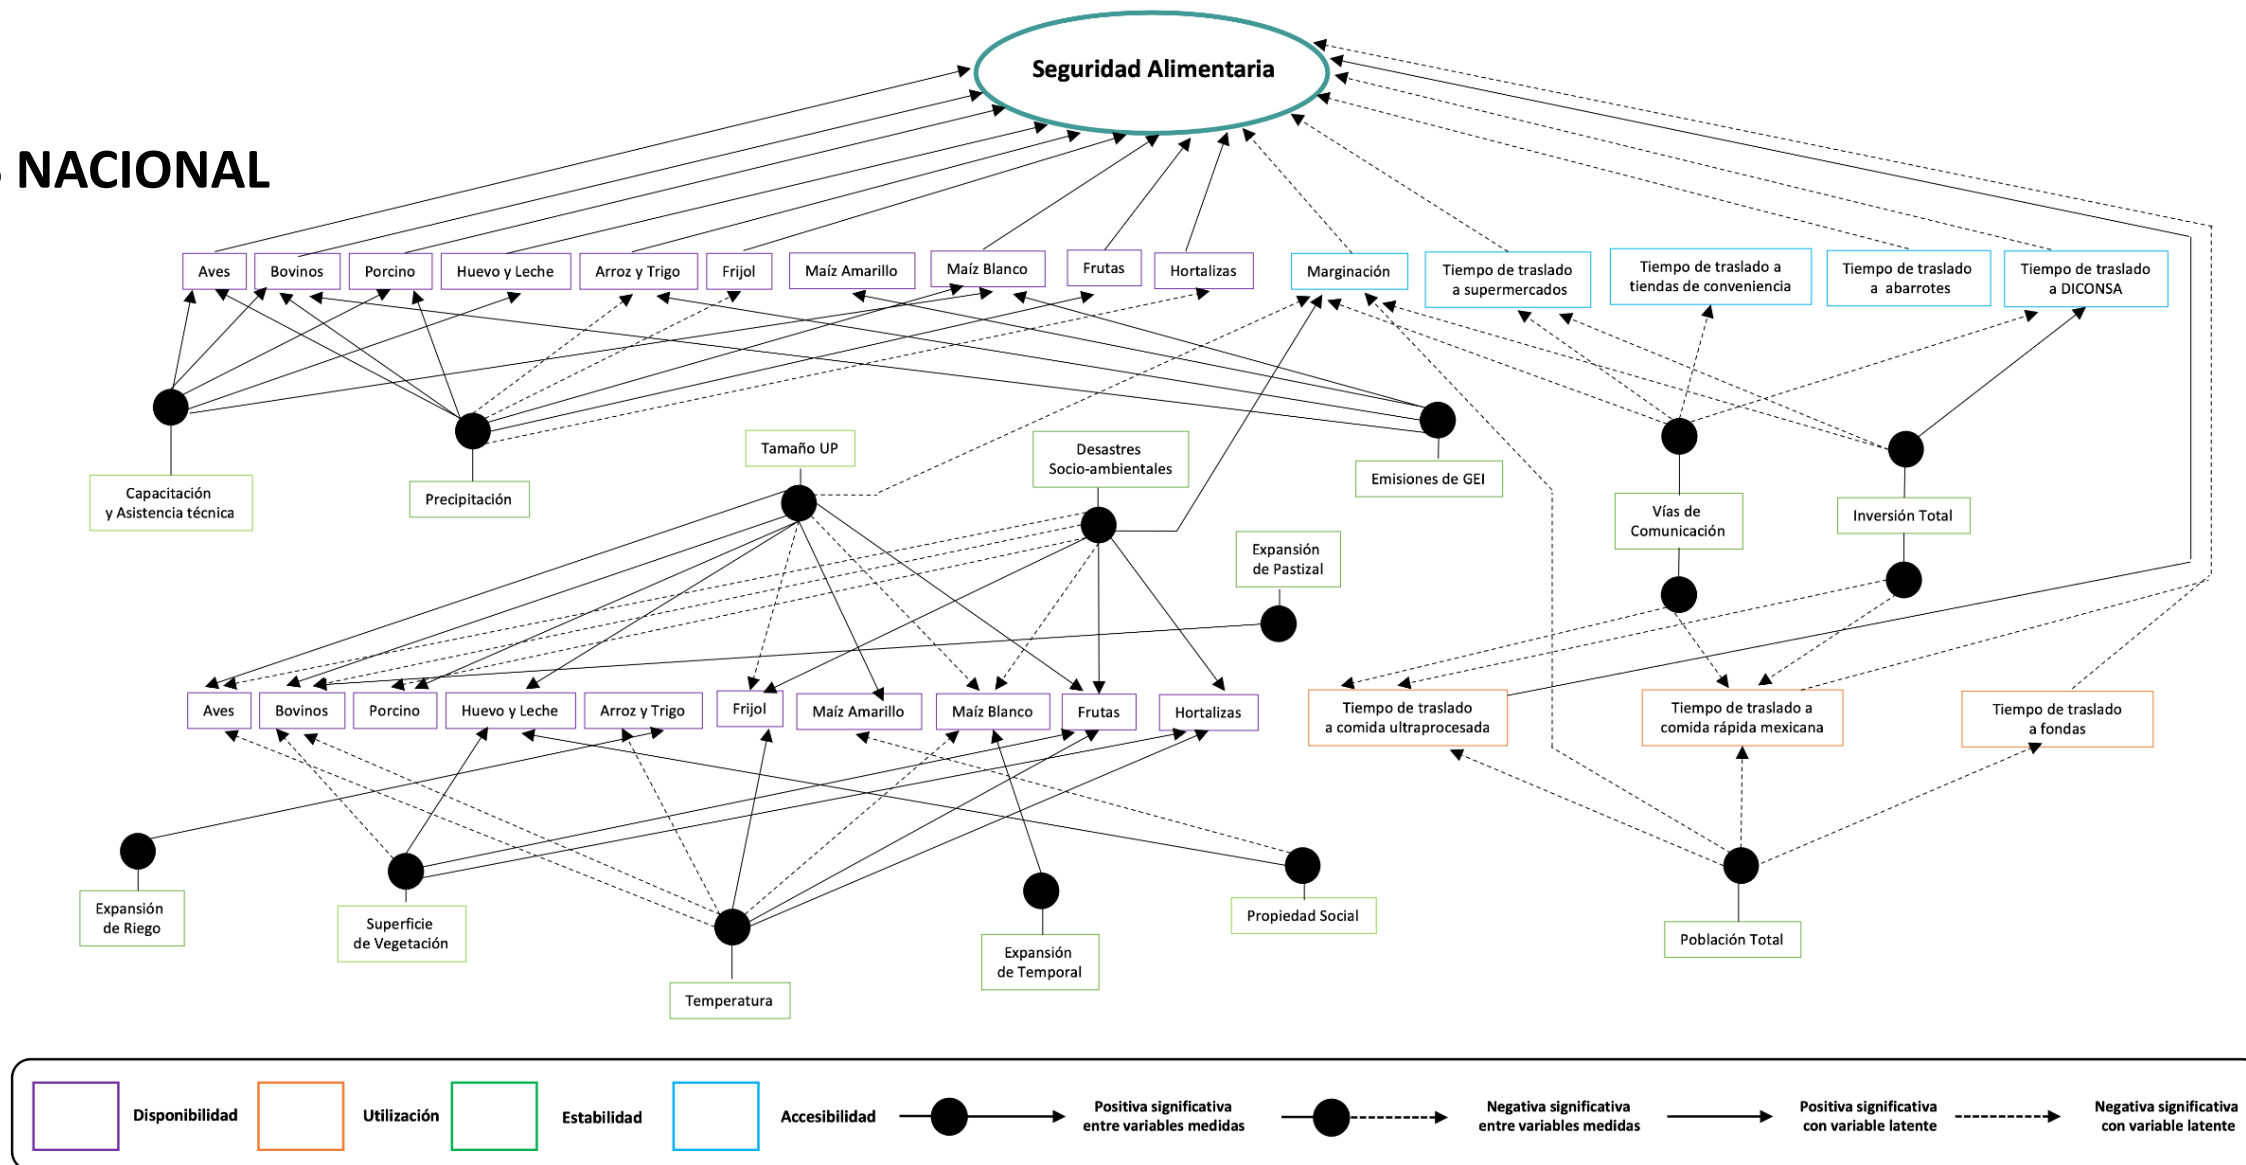 Seguridad Alimentaria
NACIONAL
Aves
Bovinos
Porcino
Huevo y Leche
Arroz y Trigo
Frijol
Maíz Amarillo
Maíz Blanco
Frutas
Hortalizas
Marginación
Tiempo de traslado
a supermercados
Tiempo de traslado a
tiendas de conveniencia
Tiempo de traslado
a abarrotes
Tiempo de traslado
a DICONSA
Capacitación
y Asistencia técnica
Precipitación
Tamaño UP
Desastres
Socio-ambientales
Emisiones de GEI
Vías de
Comunicación
Inversión Total
Expansión
de Pastizal
Aves
Bovinos
Porcino
Huevo y Leche
Arroz y Trigo
Frijol
Maíz Amarillo
Maíz Blanco
Frutas
Hortalizas
Tiempo de traslado
a comida ultraprocesada
Tiempo de traslado a
comida rápida mexicana
Tiempo de traslado
a fondas
Expansión
de Riego
Superficie
de Vegetación
Temperatura
Expansión
de Temporal
Propiedad Social
Población Total
Disponibilidad
Utilización
Estabilidad
Accesibilidad
Positiva significativa
entre variables medidas
Negativa significativa
entre variables medidas
Positiva significativa
con variable latente
Negativa significativa
con variable latente